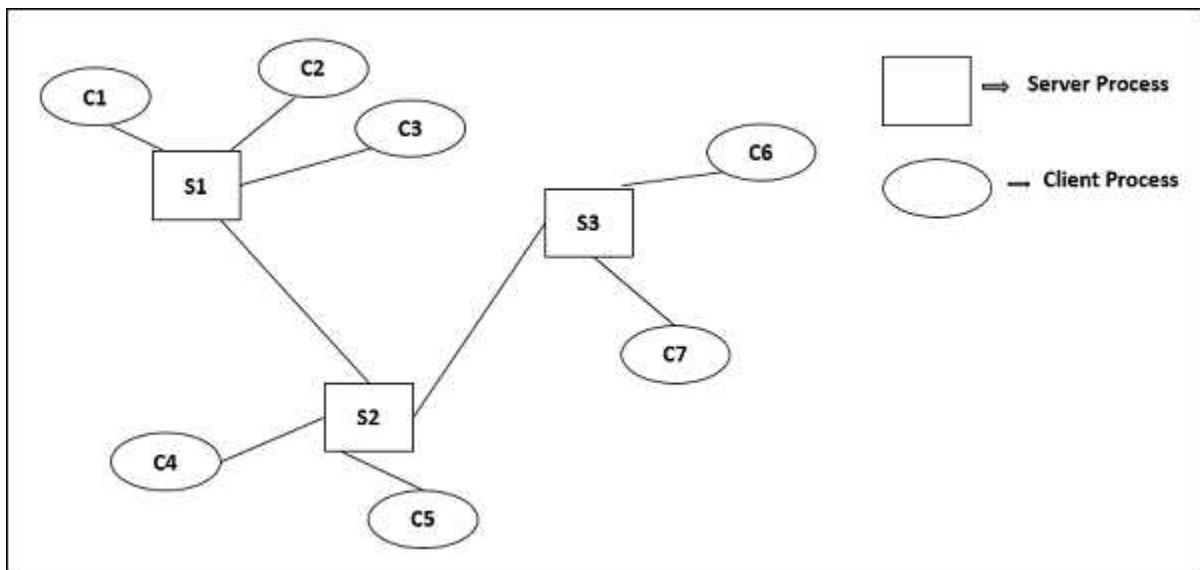 C1
C2
C3
S1
C6
S3
C7
S2
C4
C5
Server Process
Client Process